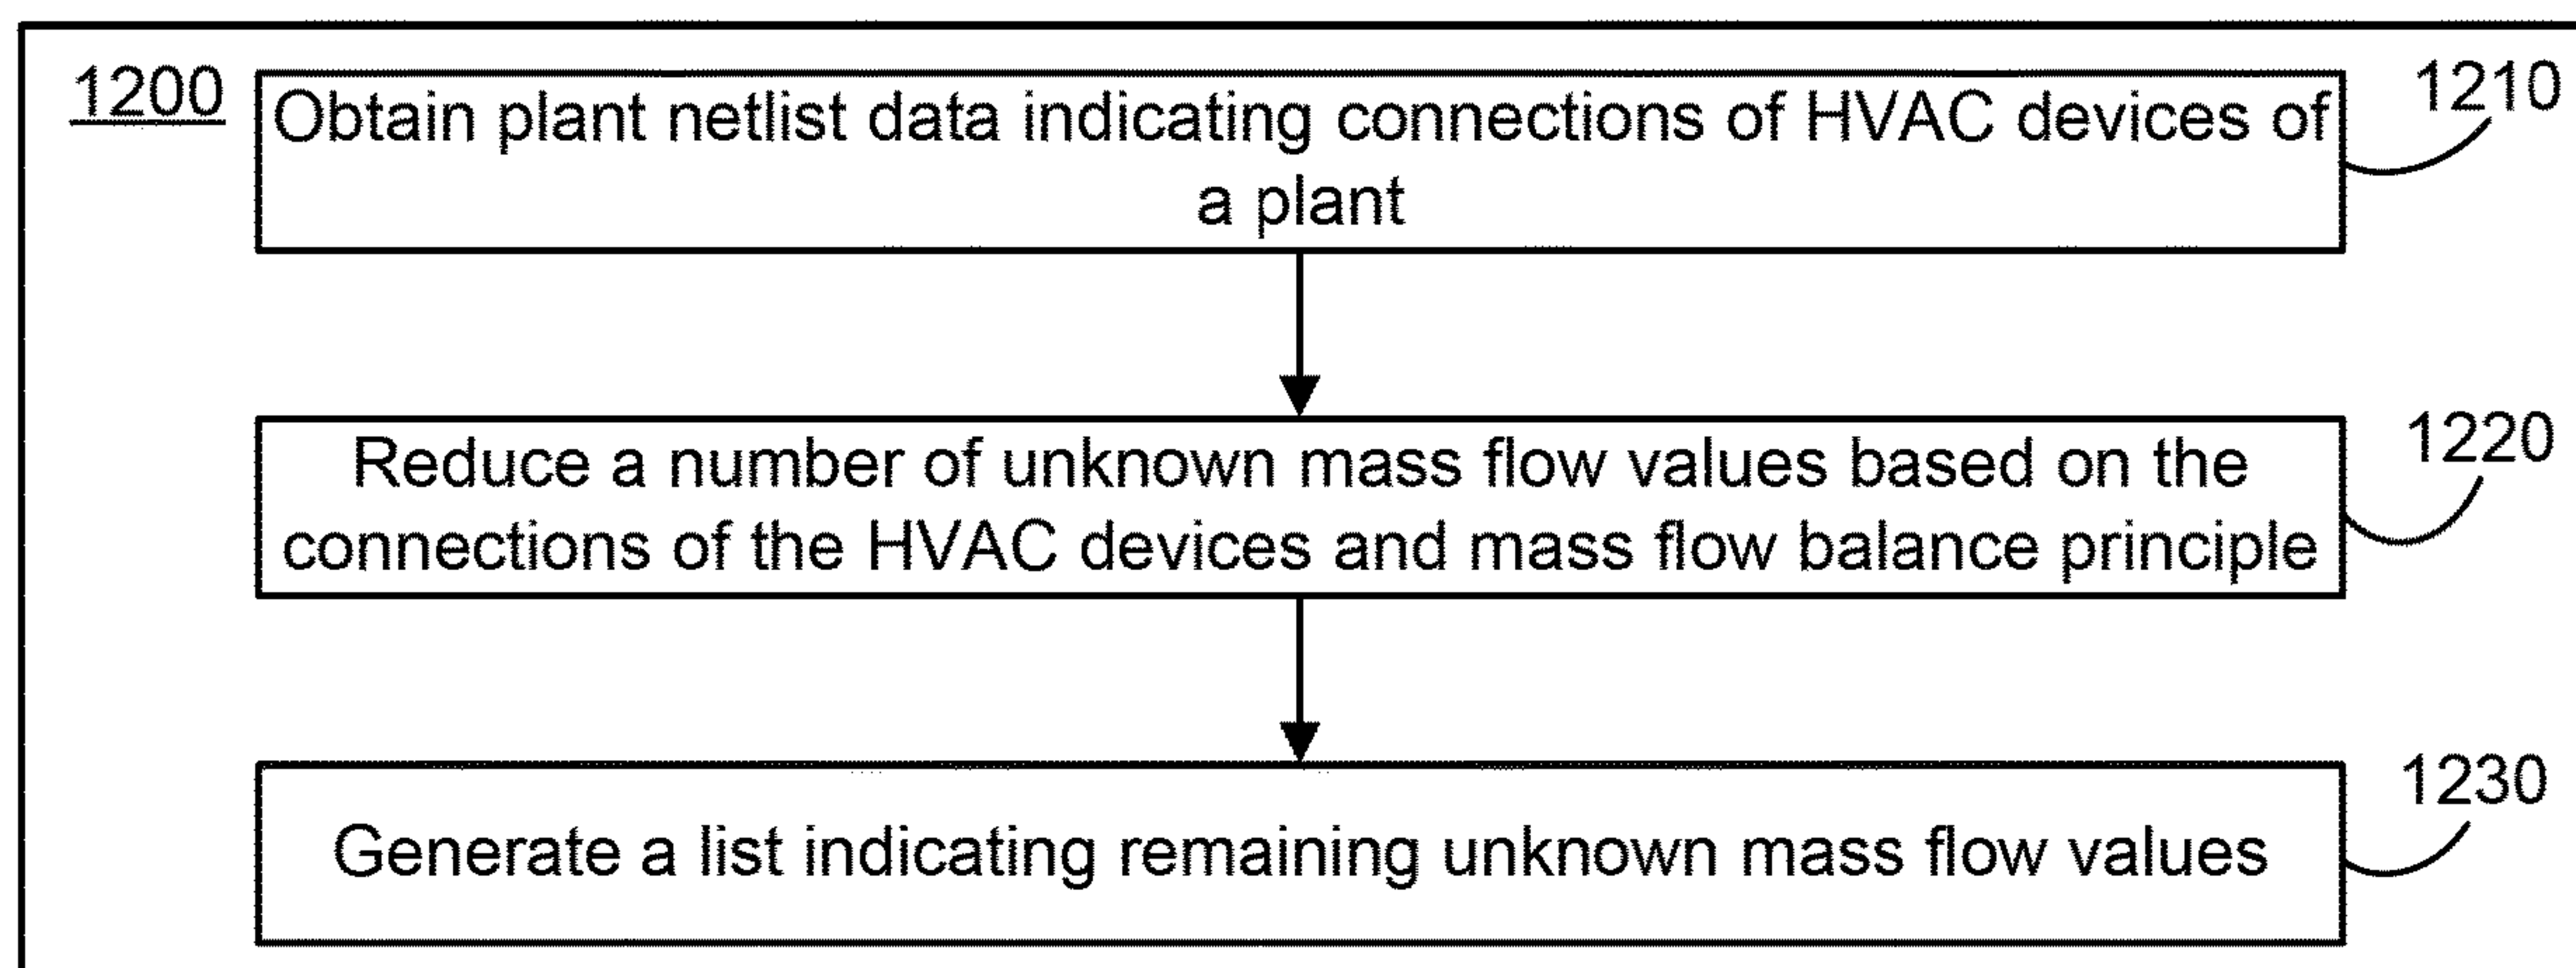 1200
Obtain plant netlist data indicating connections of HVAC devices of
a plant
1210
Reduce a number of unknown mass flow values based on the
connections of the HVAC devices and mass flow balance principle
1220
Generate a list indicating remaining unknown mass flow values
1230